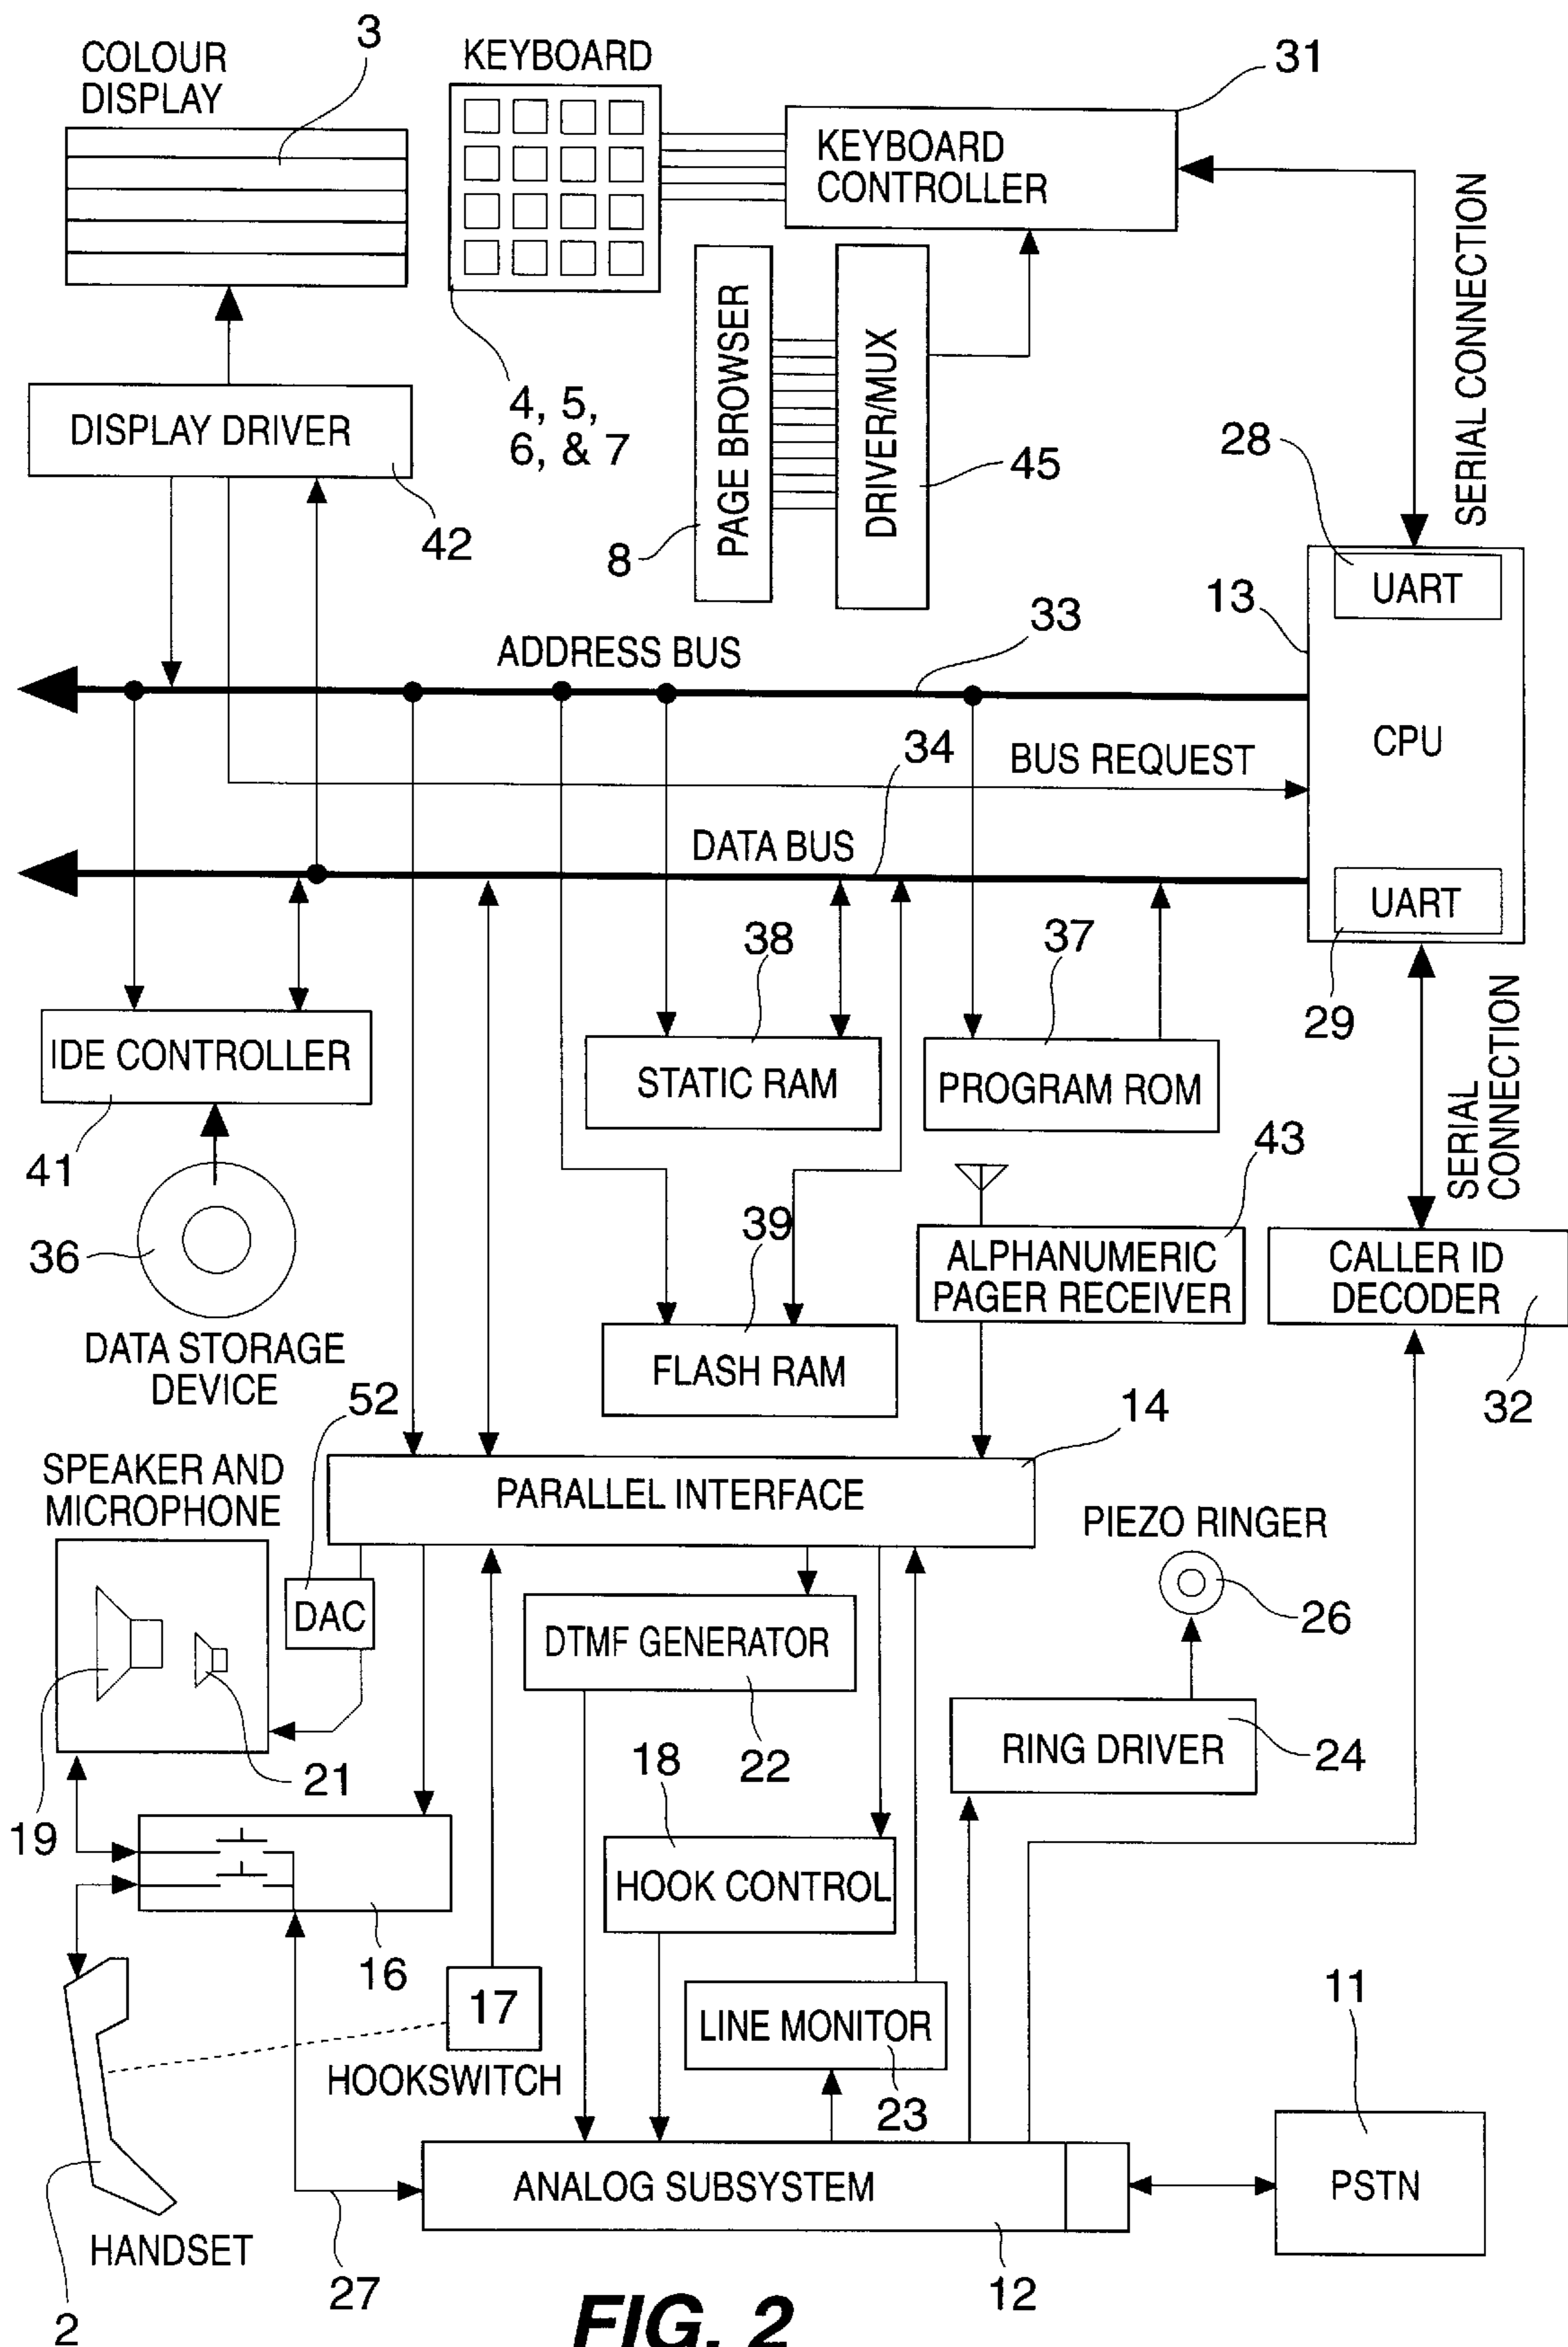 3
COLOUR
DISPLAY
KEYBOARD
31
KEYBOARD
CONTROLLER
SERIAL CONNECTION
PAGE BROWSER
DRIVER/MUX
4, 5,
6, & 7
DISPLAY DRIVER
42
8
45
28
UART
13
33
ADDRESS BUS
CPU
34
BUS REQUEST
DATA BUS
UART
29
38
37
IDE CONTROLLER
STATIC RAM
PROGRAM ROM
SERIAL
CONNECTION
41
43
36
39
ALPHANUMERIC
PAGER RECEIVER
CALLER ID
DECODER
DATA STORAGE
DEVICE
FLASH RAM
32
52
14
SPEAKER AND
MICROPHONE
PARALLEL INTERFACE
PIEZO RINGER
DAC
26
DTMF GENERATOR
22
RING DRIVER
24
19
21
18
HOOK CONTROL
16
17
HOOKSWITCH
LINE MONITOR
23
11
PSTN
ANALOG SUBSYSTEM
12
2
HANDSET
27
FIG. 2